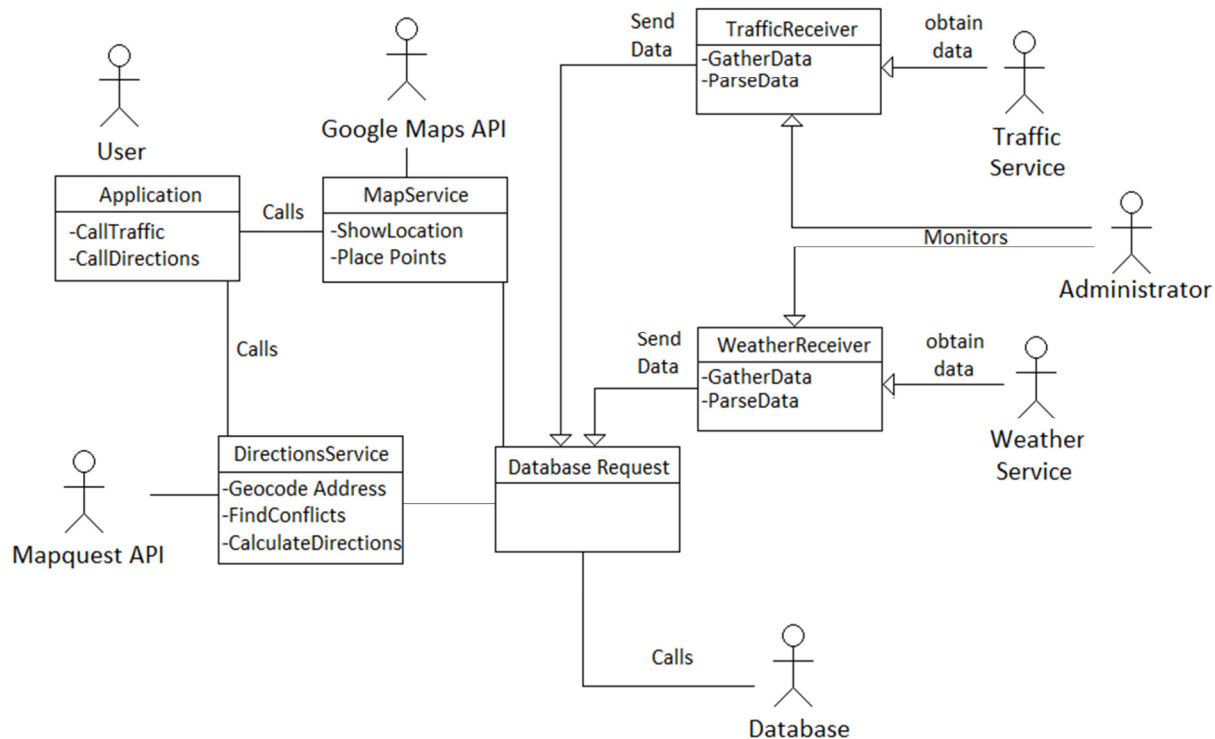 User
Google Maps API
Application
-CallTraffic
-CallDirections
Calls
MapService
-ShowLocation
-Place Points
Send
Data
TrafficReceiver
-GatherData
-ParseData
obtain
data
Traffic
Service
Monitors
Administrator
Calls
Send
Data
WeatherReceiver
-GatherData
-ParseData
obtain
data
Weather
Service
Mapquest API
DirectionsService
-Geocode Address
-FindConflicts
-CalculateDirections
Database Request
Calls
Database